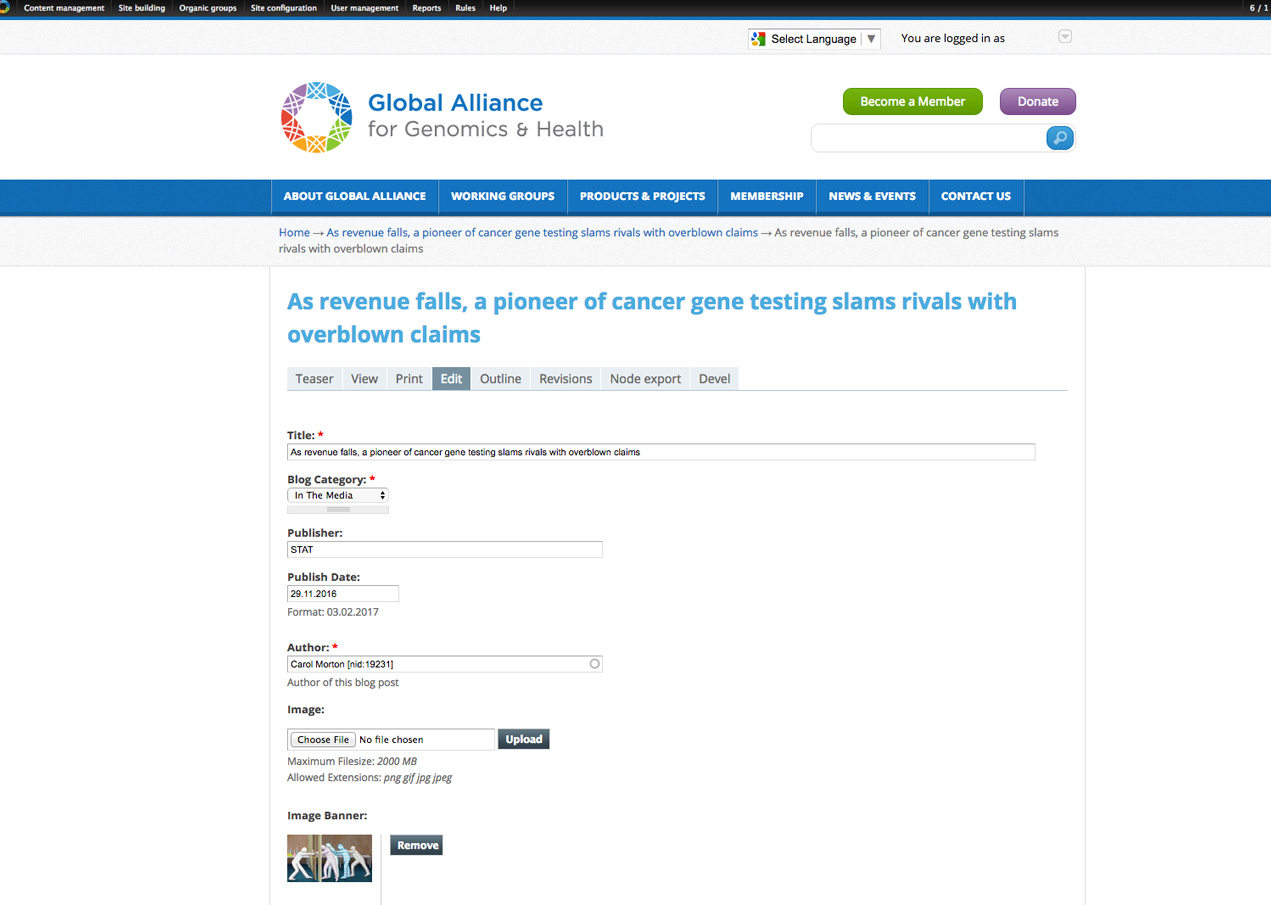 Content management Site building Organic groups Site configuration User management Reports Rules Help 6 / 1
Select Language ▼ You are logged in as
Global Alliance
for Genomics & Health
Become a Member Donate
ABOUT GLOBAL ALLIANCE WORKING GROUPS PRODUCTS & PROJECTS MEMBERSHIP NEWS & EVENTS CONTACT US
Home → As revenue falls, a pioneer of cancer gene testing slams rivals with overblown claims → As revenue falls, a pioneer of cancer gene testing slams
rivals with overblown claims
As revenue falls, a pioneer of cancer gene testing slams rivals with
overblown claims
Teaser View Print Edit Outline Revisions Node export Devel
Title: *
As revenue falls, a pioneer of cancer gene testing slams rivals with overblown claims
Blog Category: *
In The Media
Publisher:
STAT
Publish Date:
29.11.2016
Format: 03.02.2017
Author: *
Carol Morton [nid:19231]
Author of this blog post
Image:
Choose File No file chosen Upload
Maximum Filesize: 2000 MB
Allowed Extensions: png gif jpg jpeg
Image Banner:
Remove